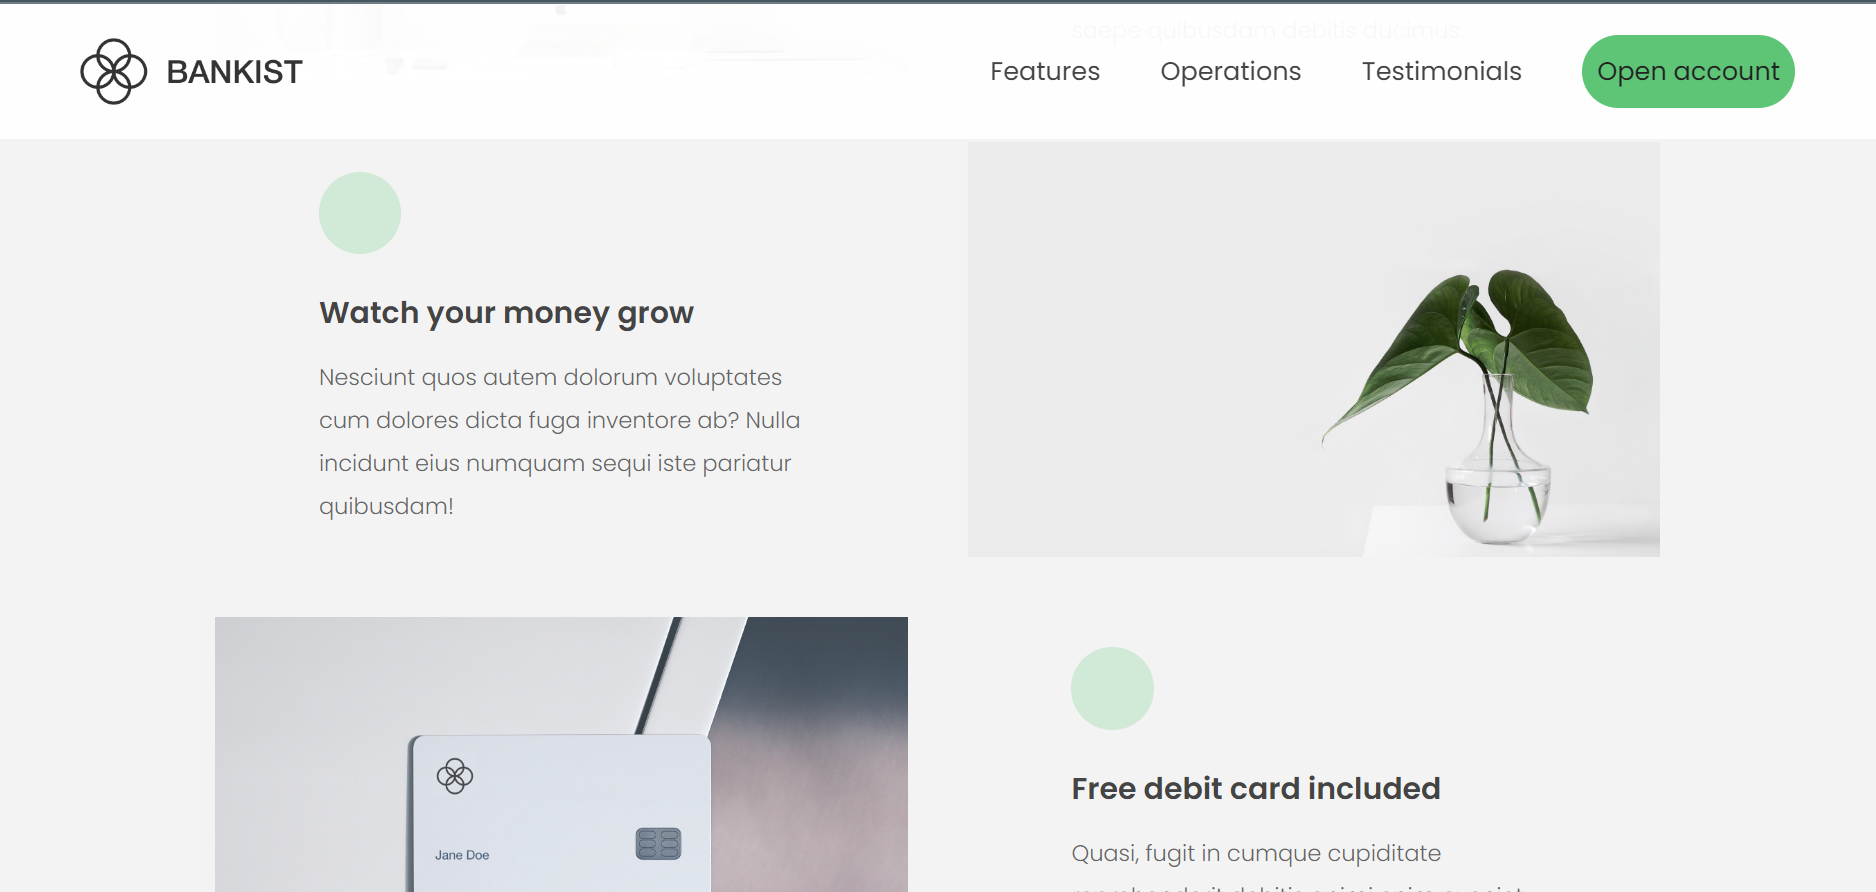 saepe quibusdam debitis ducimus.
BANKIST
Features
Operations
Testimonials
Open account
Watch your money grow
Nesciunt quos autem dolorum voluptates
cum dolores dicta fuga inventore ab? Nulla
incidunt eius numquam sequi iste pariatur
quibusdam!
Jane Doe
Free debit card included
Quasi, fugit in cumque cupiditate